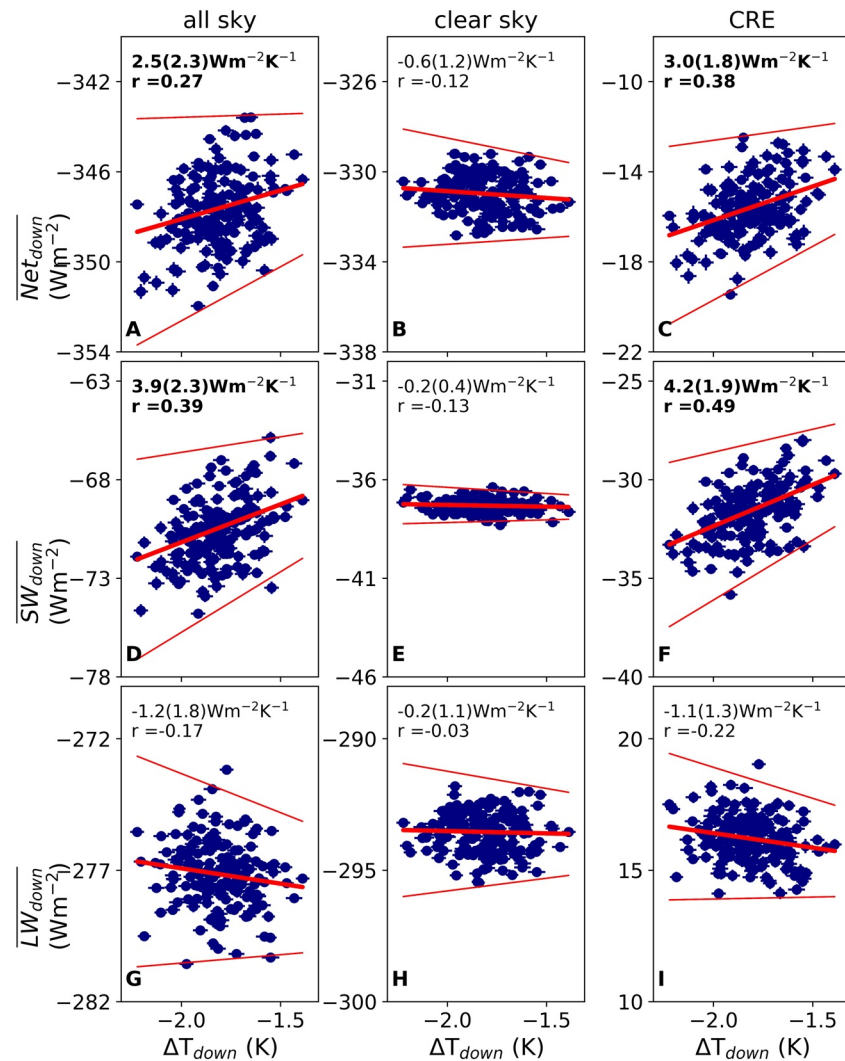 all sky clear sky CRE
2.5(2.3)Wm⁻²K⁻¹
r =0.27
-0.6(1.2)Wm⁻²K⁻¹
r =-0.12
3.0(1.8)Wm⁻²K⁻¹
r =0.38
−342
−346
−350
−354
−326
−330
−334
−338
−10
−14
−18
−22
Net_down
(Wm⁻²)
A
B
C
3.9(2.3)Wm⁻²K⁻¹
r =0.39
-0.2(0.4)Wm⁻²K⁻¹
r =-0.13
4.2(1.9)Wm⁻²K⁻¹
r =0.49
−63
−68
−73
−78
−31
−36
−41
−46
−25
−30
−35
−40
SW_down
(Wm⁻²)
D
E
F
-1.2(1.8)Wm⁻²K⁻¹
r =-0.17
-0.2(1.1)Wm⁻²K⁻¹
r =-0.03
-1.1(1.3)Wm⁻²K⁻¹
r =-0.22
−272
−277
−282
−290
−295
−300
20
15
10
LW_down
(Wm⁻²)
G
H
I
−2.0 −1.5 −2.0 −1.5 −2.0 −1.5
ΔT_down (K) ΔT_down (K) ΔT_down (K)